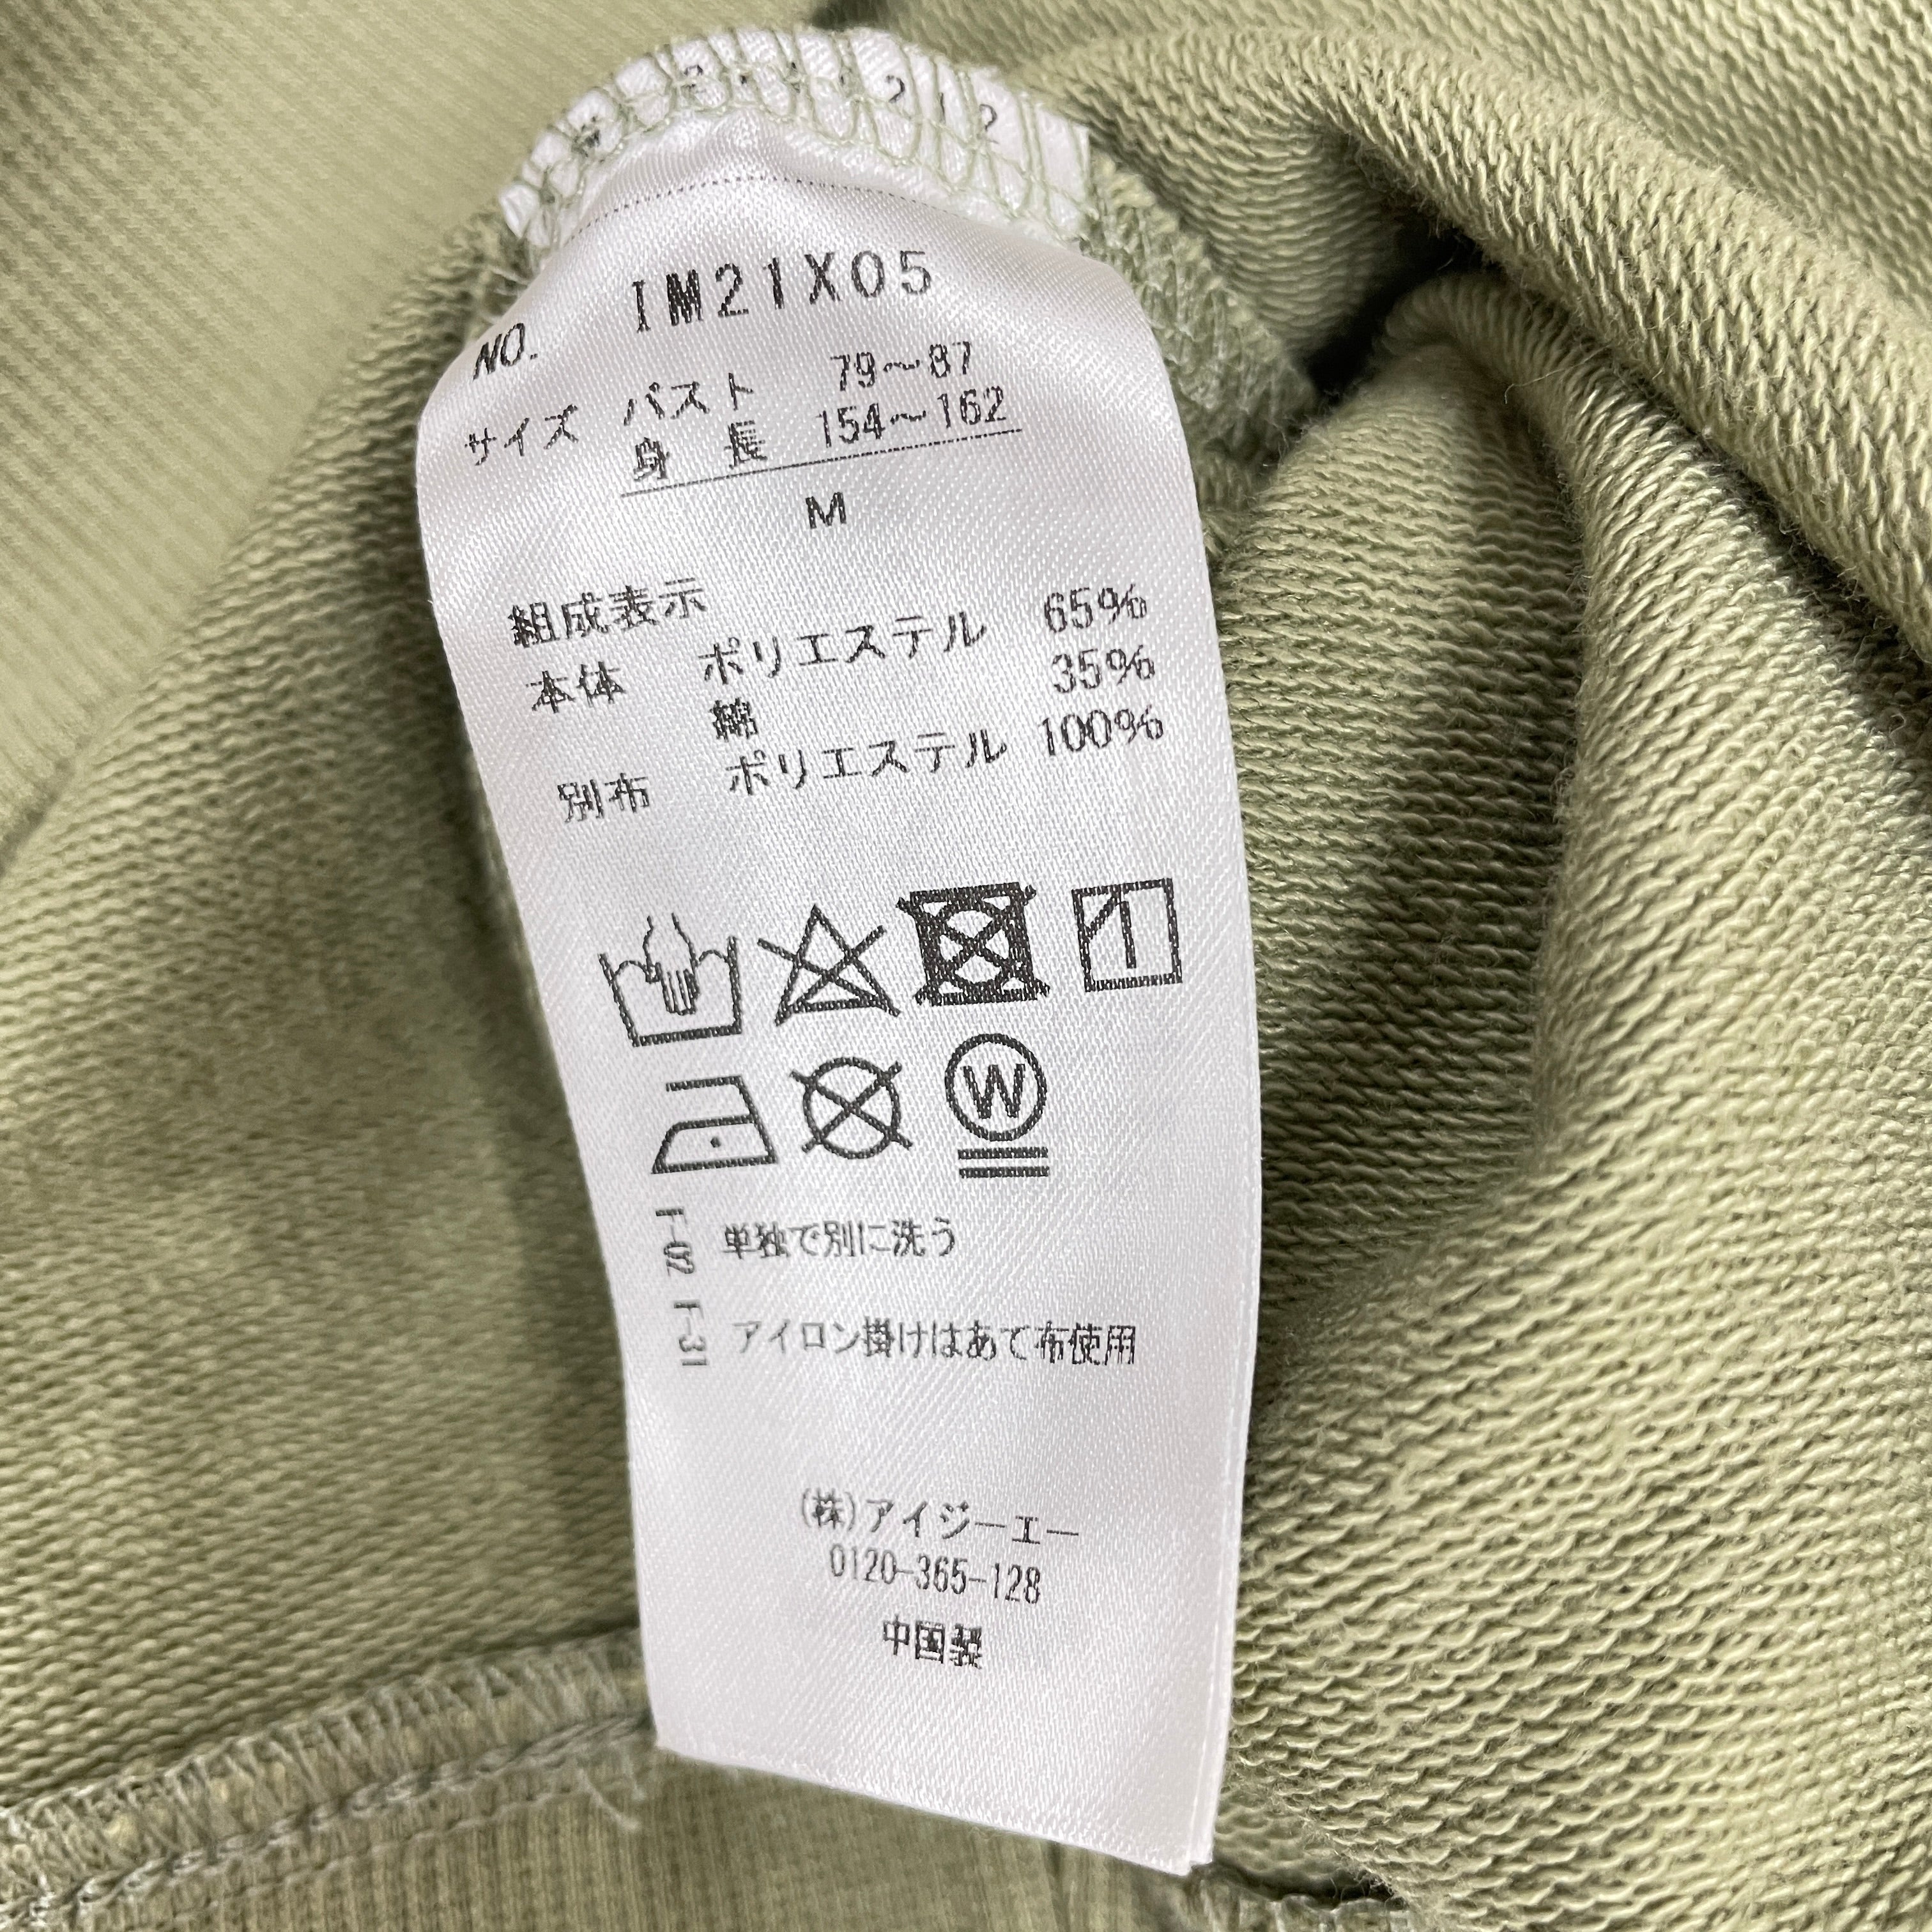 NO. IM21X05
サイズ バスト 79～87
身長 154～162
M
組成表示
本体 ポリエステル 65%
綿 35%
別布 ポリエステル 100%
W
F-02 単独で別に洗う
F-31 アイロン掛けはあて布使用
(株)アイジーエー
0120-365-128
中国製